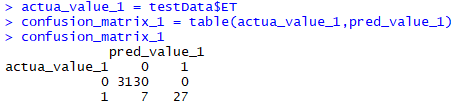 > actua_value_1 = testData$ET
> confusion_matrix_1 = table(actua_value_1,pred_value_1)
> confusion_matrix_1
pred_value_1
actua_value_1 0 1
0 3130 0
1 7 27